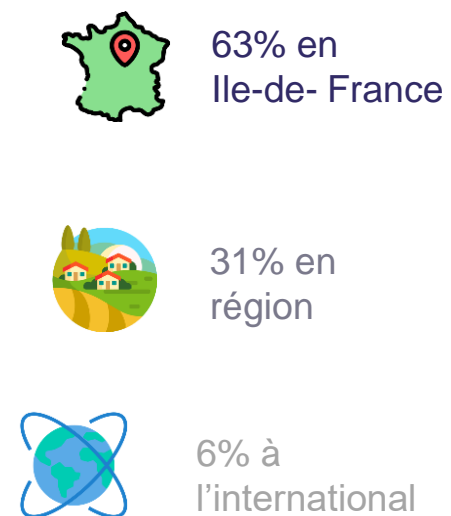 63% en
Ile-de- France
31% en
région
6% à
l’international